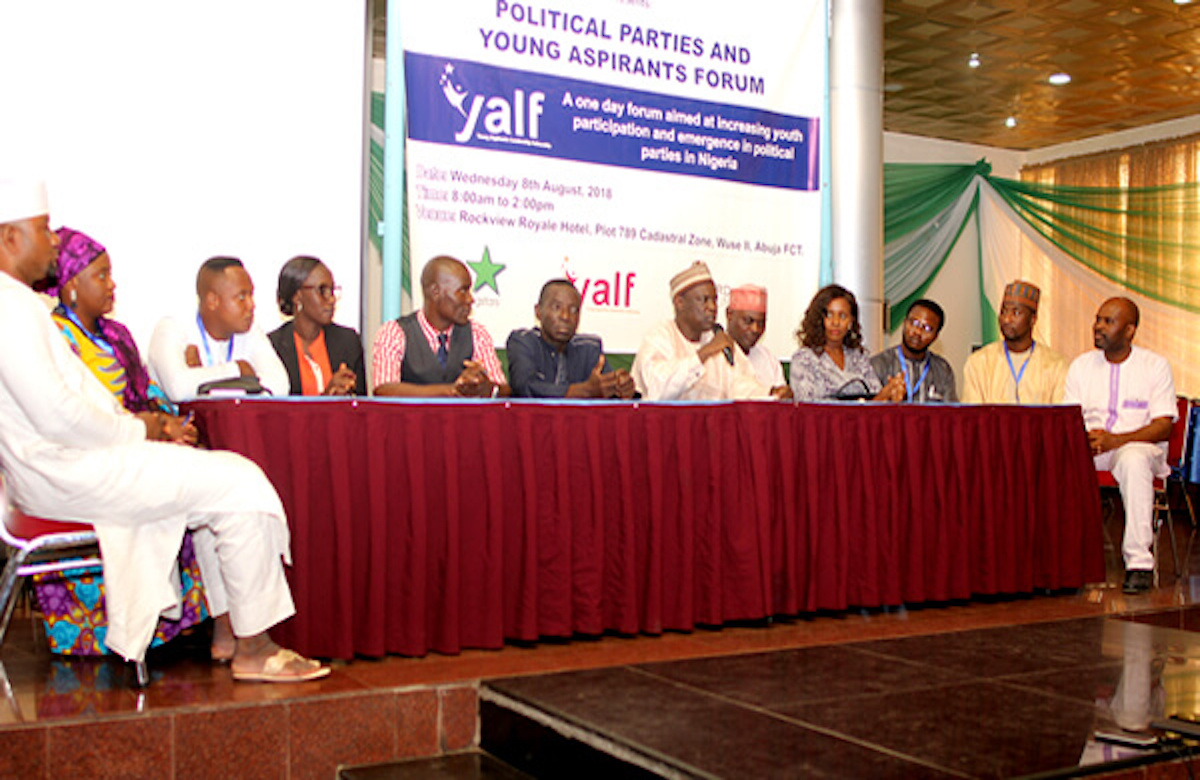 POLITICAL PARTIES AND
YOUNG ASPIRANTS FORUM
yalf
A one day forum aimed at increasing youth
participation and emergence in political
parties in Nigeria
Date: Wednesday 8th August, 2018
Time: 8:00am to 2:00pm
Venue: Rockview Royale Hotel, Plot 789 Cadastral Zone, Wuse II, Abuja FCT.
yalf